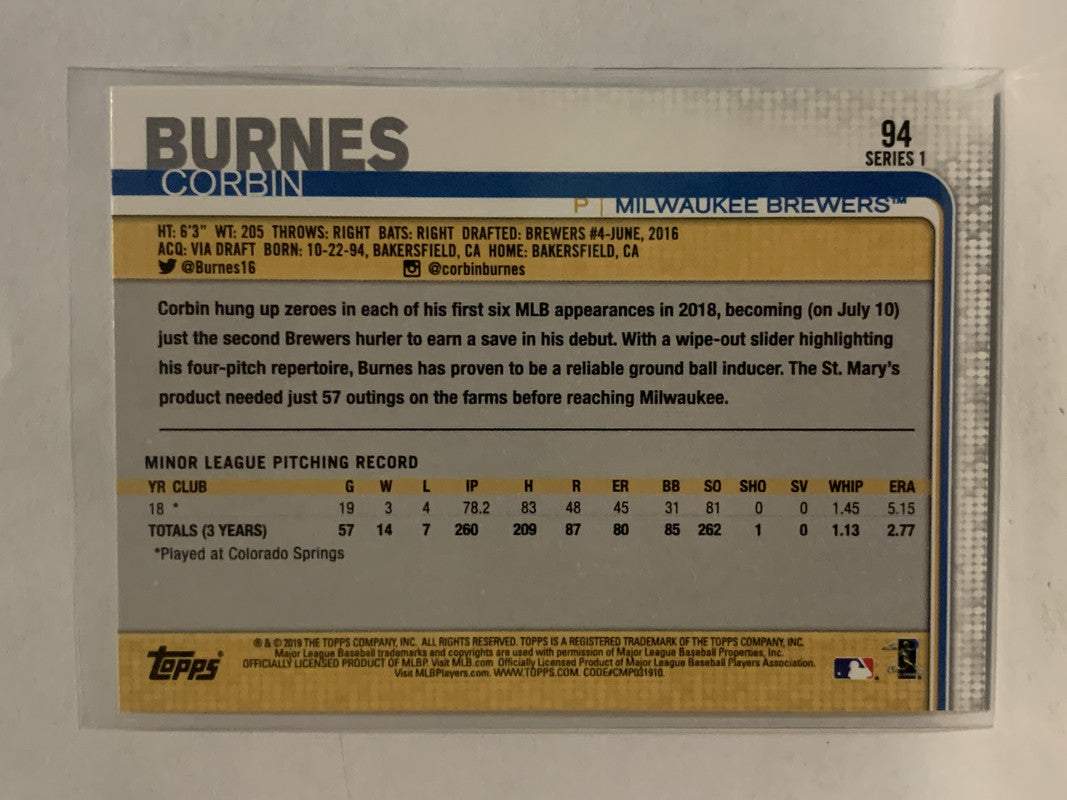 BURNES
CORBIN
94
SERIES 1
P | MILWAUKEE BREWERS™
HT: 6'3" WT: 205 THROWS: RIGHT BATS: RIGHT DRAFTED: BREWERS #4-JUNE, 2016
ACQ: VIA DRAFT BORN: 10-22-94, BAKERSFIELD, CA HOME: BAKERSFIELD, CA
@Burnes16 @corbinburnes
Corbin hung up zeroes in each of his first six MLB appearances in 2018, becoming (on July 10)
just the second Brewers hurler to earn a save in his debut. With a wipe-out slider highlighting
his four-pitch repertoire, Burnes has proven to be a reliable ground ball inducer. The St. Mary's
product needed just 57 outings on the farms before reaching Milwaukee.
MINOR LEAGUE PITCHING RECORD
YR CLUB G W L IP H R ER BB SO SHO SV WHIP ERA
18 * 19 3 4 78.2 83 48 45 31 81 0 0 1.45 5.15
TOTALS (3 YEARS) 57 14 7 260 209 87 80 85 262 1 0 1.13 2.77
*Played at Colorado Springs
Topps®
® & © 2019 THE TOPPS COMPANY, INC. ALL RIGHTS RESERVED. TOPPS IS A REGISTERED TRADEMARK OF THE TOPPS COMPANY, INC.
Major League Baseball trademarks and copyrights are used with permission of Major League Baseball Properties, Inc.
OFFICIALLY LICENSED PRODUCT OF MLBP. Visit MLB.com Officially Licensed Product of Major League Baseball Players Association.
Visit MLBPlayers.com. WWW.TOPPS.COM. CODE#CMP031910.